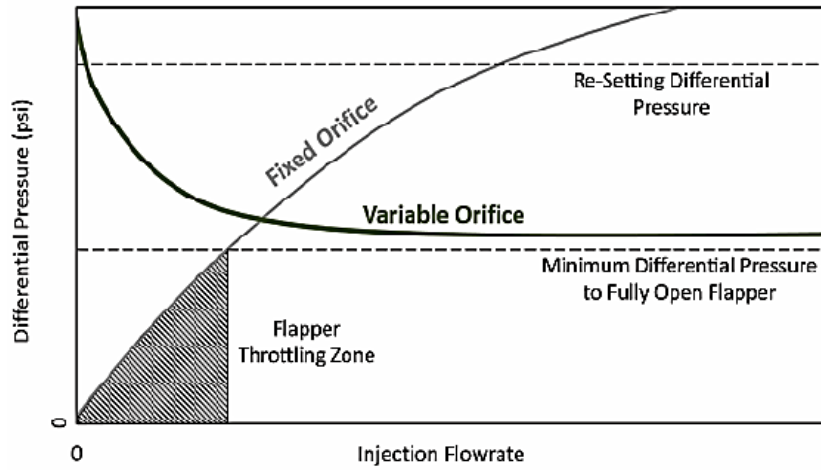 Re-Setting Differential
Pressure
Fixed Orifice
Variable Orifice
Minimum Differential Pressure
to Fully Open Flapper
Flapper
Throttling Zone
Differential Pressure (psi)
0
0
Injection Flowrate